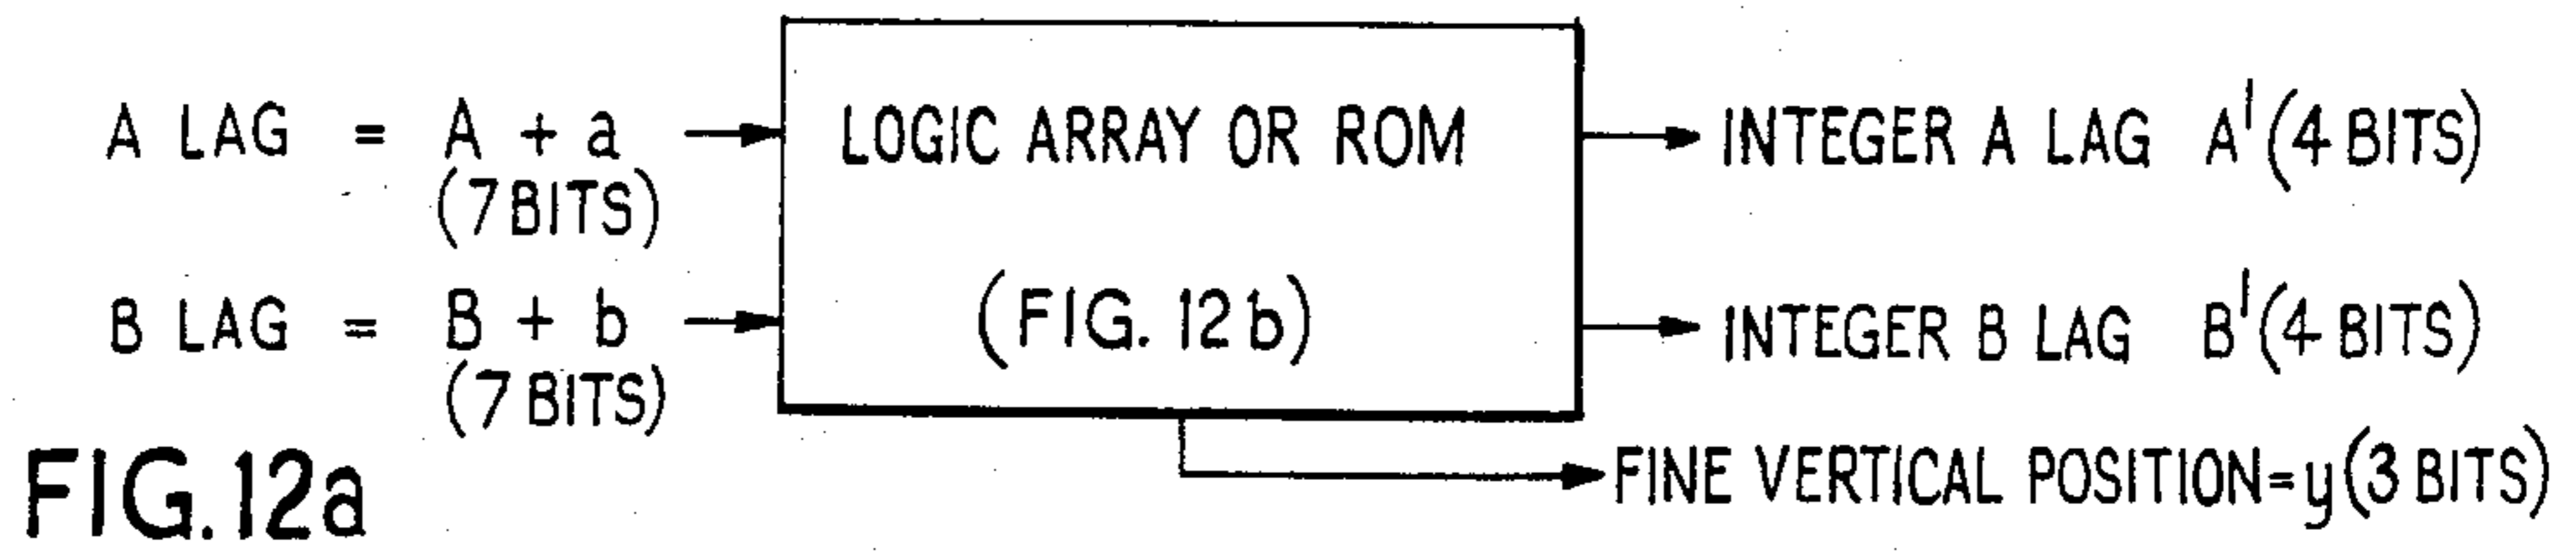 A LAG = A + a
(7 BITS)
B LAG = B + b
(7 BITS)
LOGIC ARRAY OR ROM
(FIG. 12b)
INTEGER A LAG A' (4 BITS)
INTEGER B LAG B' (4 BITS)
FINE VERTICAL POSITION=y (3 BITS)
FIG.12a